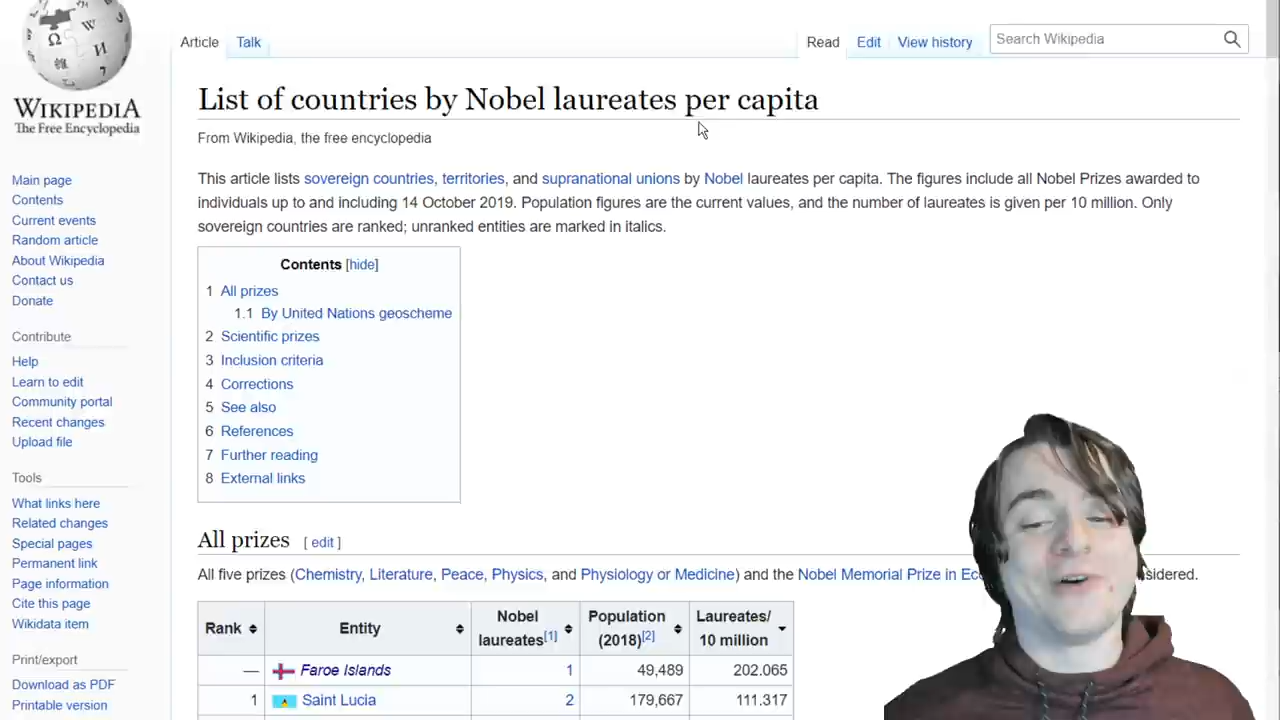 WIKIPEDIA
The Free Encyclopedia
Main page
Contents
Current events
Random article
About Wikipedia
Contact us
Donate
Contribute
Help
Learn to edit
Community portal
Recent changes
Upload file
Tools
What links here
Related changes
Special pages
Permanent link
Page information
Cite this page
Wikidata item
Print/export
Download as PDF
Printable version
Article Talk Read Edit View history Search Wikipedia
List of countries by Nobel laureates per capita
From Wikipedia, the free encyclopedia
This article lists sovereign countries, territories, and supranational unions by Nobel laureates per capita. The figures include all Nobel Prizes awarded to
individuals up to and including 14 October 2019. Population figures are the current values, and the number of laureates is given per 10 million. Only
sovereign countries are ranked; unranked entities are marked in italics.
Contents [hide]
1 All prizes
1.1 By United Nations geoscheme
2 Scientific prizes
3 Inclusion criteria
4 Corrections
5 See also
6 References
7 Further reading
8 External links
All prizes [ edit ]
All five prizes (Chemistry, Literature, Peace, Physics, and Physiology or Medicine) and the Nobel Memorial Prize in
Rank Entity Nobel laureates[1] Population (2018)[2] Laureates/ 10 million
— Faroe Islands 1 49,489 202.065
1 Saint Lucia 2 179,667 111.317